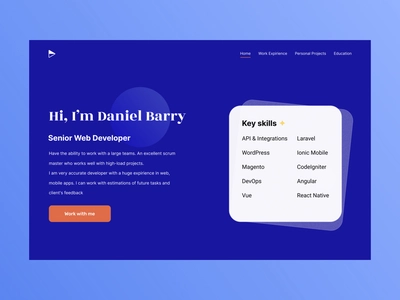 Home Work Expirience Personal Projects Education
Hi, I'm Daniel Barry
Senior Web Developer
Have the ability to work with a large teams. An excellent scrum
master who works well with high-load projects.
I am very accurate developer with a huge expirience in web,
mobile apps. I can work with estimations of future tasks and
client's feedback
Work with me
Key skills
API & Integrations Laravel
WordPress Ionic Mobile
Magento CodeIgniter
DevOps Angular
Vue React Native